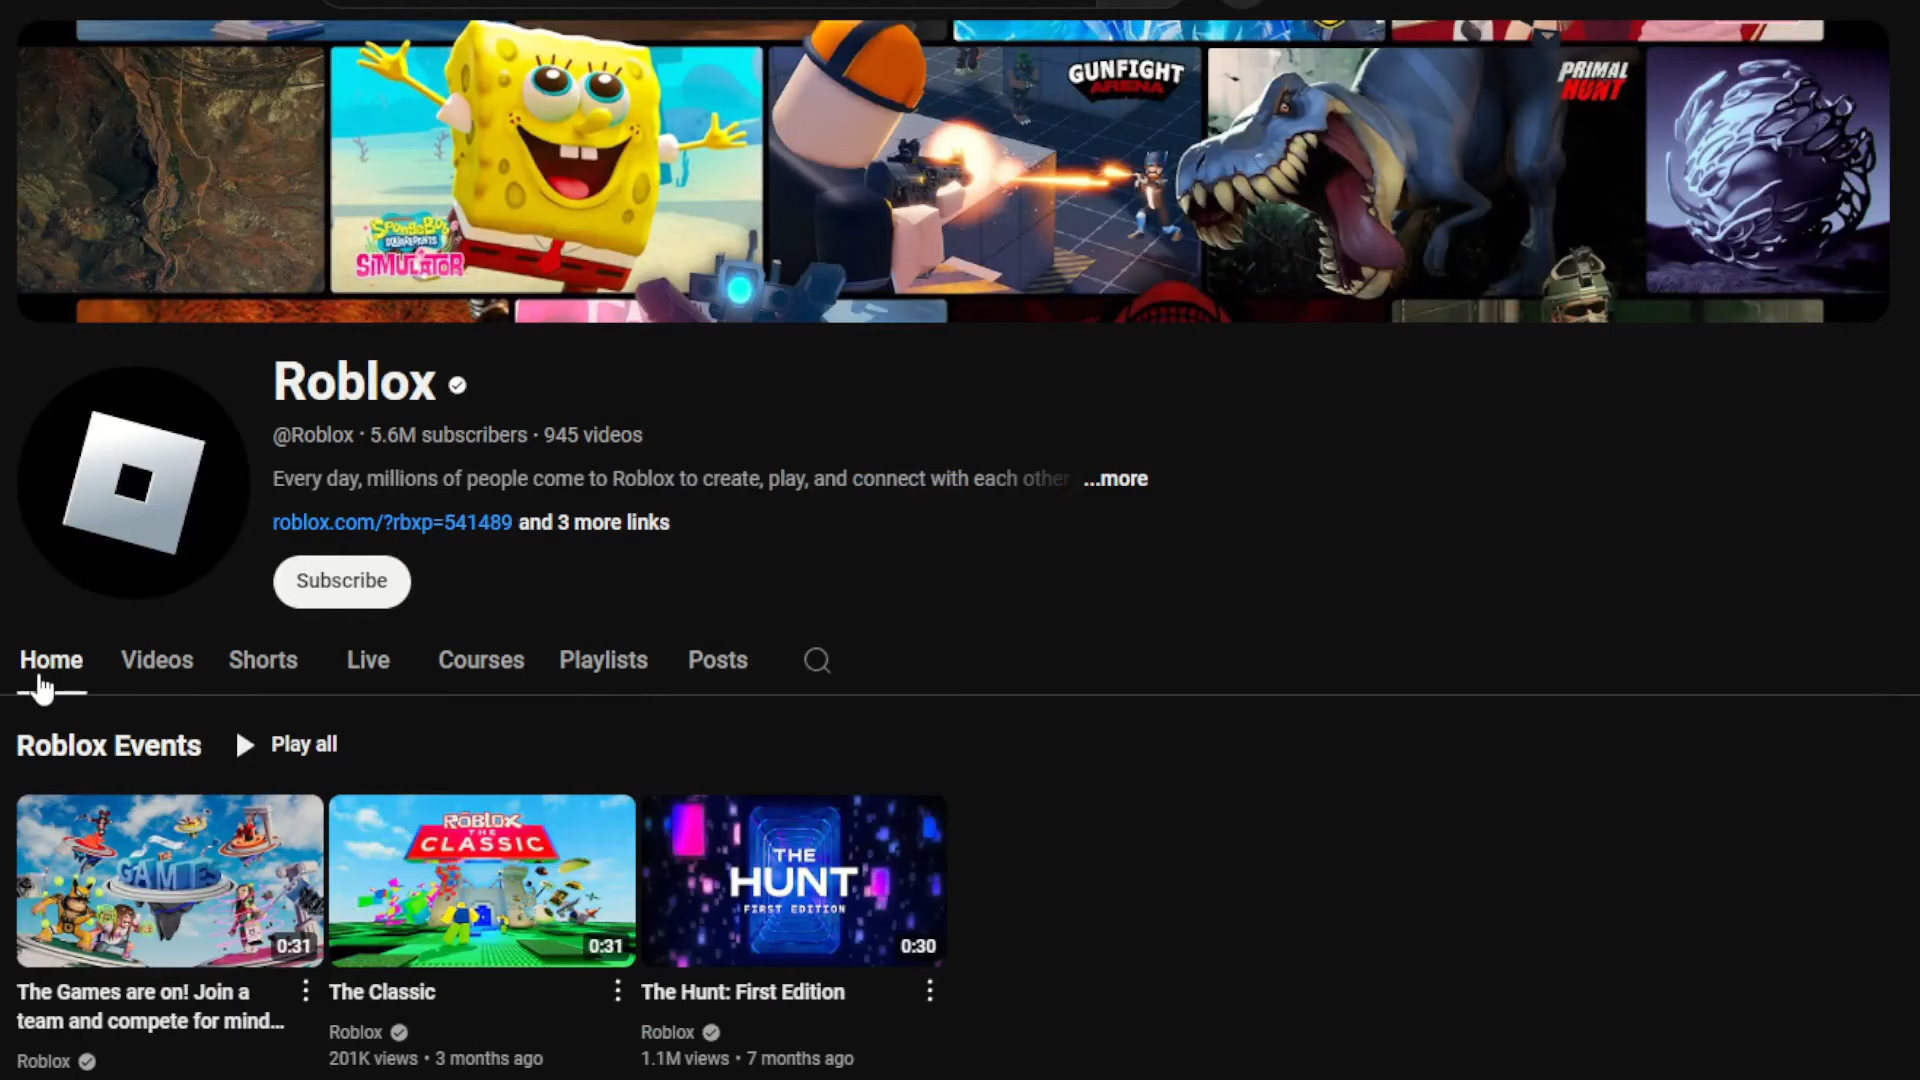 GUNFIGHT
ARENA
PRIMAL
HUNT
SpongeBob
SQUAREPANTS
SIMULATOR
Roblox
@Roblox · 5.6M subscribers · 945 videos
Every day, millions of people come to Roblox to create, play, and connect with each other ...more
roblox.com/?rbxp=541489 and 3 more links
Subscribe
Home Videos Shorts Live Courses Playlists Posts
Roblox Events Play all
GAMES
0:31
ROBLOX
THE
CLASSIC
0:31
THE
HUNT
FIRST EDITION
0:30
The Games are on! Join a
team and compete for mind...
Roblox
The Classic
Roblox
201K views · 3 months ago
The Hunt: First Edition
Roblox
1.1M views · 7 months ago